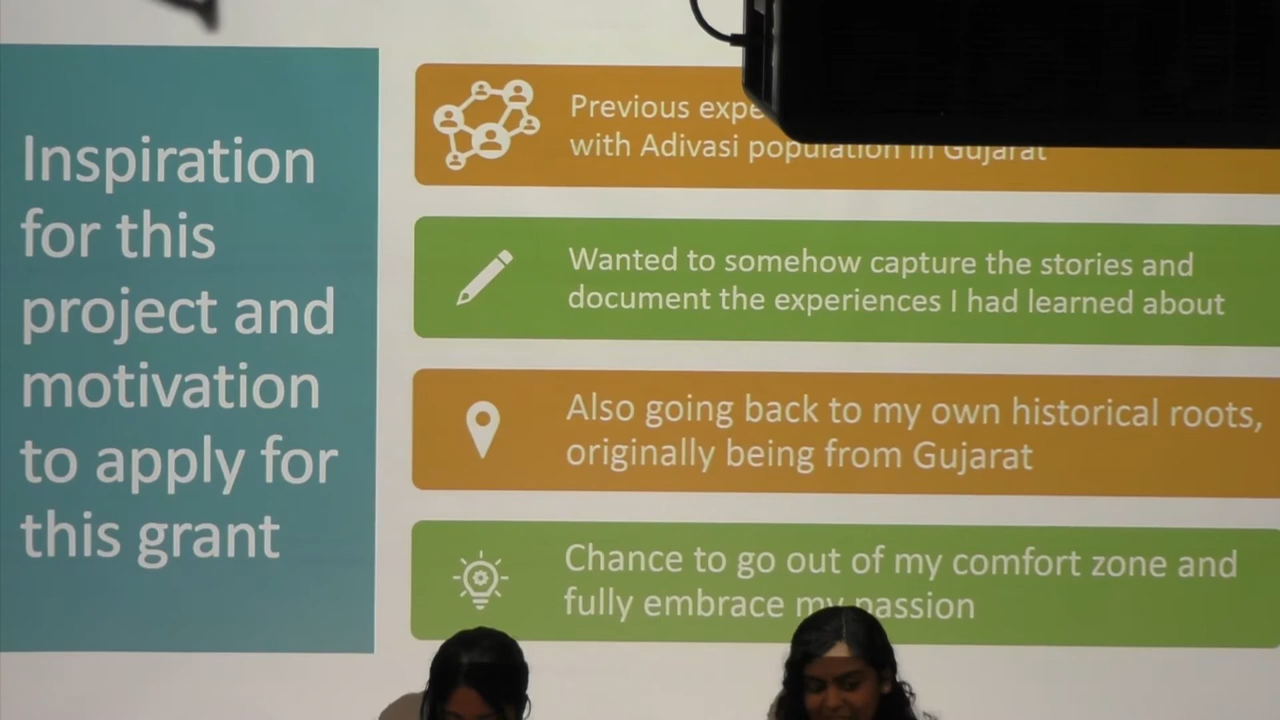 Inspiration
for this
project and
motivation
to apply for
this grant
Previous
with Adivasi population in Gujarat
Wanted to somehow capture the stories and
document the experiences I had learned about
Also going back to my own historical roots,
originally being from Gujarat
Chance to go out of my comfort zone and
fully embrace my passion